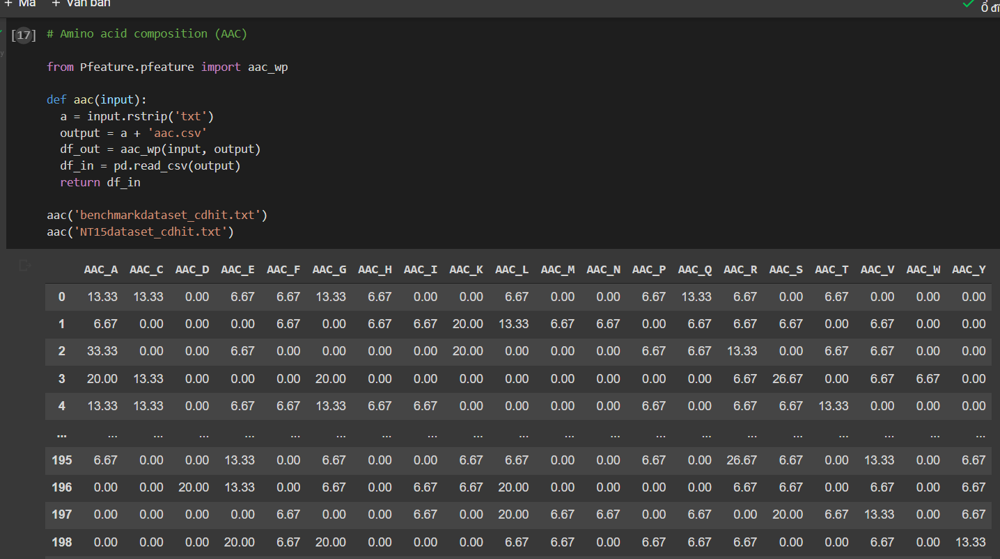 + Mã + Văn bản
[17] # Amino acid composition (AAC)
from Pfeature.pfeature import aac_wp
def aac(input):
a = input.rstrip('txt')
output = a + 'aac.csv'
df_out = aac_wp(input, output)
df_in = pd.read_csv(output)
return df_in
aac('benchmarkdataset_cdhit.txt')
aac('NT15dataset_cdhit.txt')
AAC_A AAC_C AAC_D AAC_E AAC_F AAC_G AAC_H AAC_I AAC_K AAC_L AAC_M AAC_N AAC_P AAC_Q AAC_R AAC_S AAC_T AAC_V AAC_W AAC_Y
0 13.33 13.33 0.00 6.67 6.67 13.33 6.67 0.00 0.00 6.67 0.00 0.00 6.67 13.33 6.67 0.00 6.67 0.00 0.00 0.00
1 6.67 0.00 0.00 0.00 6.67 0.00 6.67 6.67 20.00 13.33 6.67 6.67 0.00 6.67 6.67 6.67 0.00 6.67 0.00 0.00
2 33.33 0.00 0.00 6.67 0.00 0.00 0.00 0.00 20.00 0.00 0.00 0.00 6.67 6.67 13.33 0.00 6.67 6.67 0.00 0.00
3 20.00 13.33 0.00 0.00 0.00 20.00 0.00 0.00 0.00 0.00 0.00 0.00 0.00 0.00 6.67 26.67 0.00 6.67 6.67 0.00
4 13.33 13.33 0.00 6.67 6.67 13.33 6.67 6.67 0.00 0.00 0.00 0.00 6.67 0.00 6.67 6.67 13.33 0.00 0.00 0.00
... ... ... ... ... ... ... ... ... ... ... ... ... ... ... ... ... ... ... ... ...
195 6.67 0.00 0.00 13.33 0.00 6.67 0.00 0.00 6.67 6.67 0.00 0.00 6.67 0.00 26.67 6.67 0.00 13.33 0.00 6.67
196 0.00 0.00 20.00 13.33 0.00 6.67 0.00 6.67 6.67 20.00 0.00 0.00 0.00 0.00 6.67 6.67 0.00 6.67 0.00 6.67
197 0.00 0.00 0.00 0.00 6.67 0.00 0.00 6.67 0.00 20.00 6.67 6.67 0.00 6.67 0.00 20.00 6.67 13.33 0.00 6.67
198 0.00 0.00 0.00 20.00 6.67 20.00 0.00 0.00 0.00 6.67 6.67 0.00 6.67 6.67 6.67 0.00 0.00 6.67 0.00 13.33